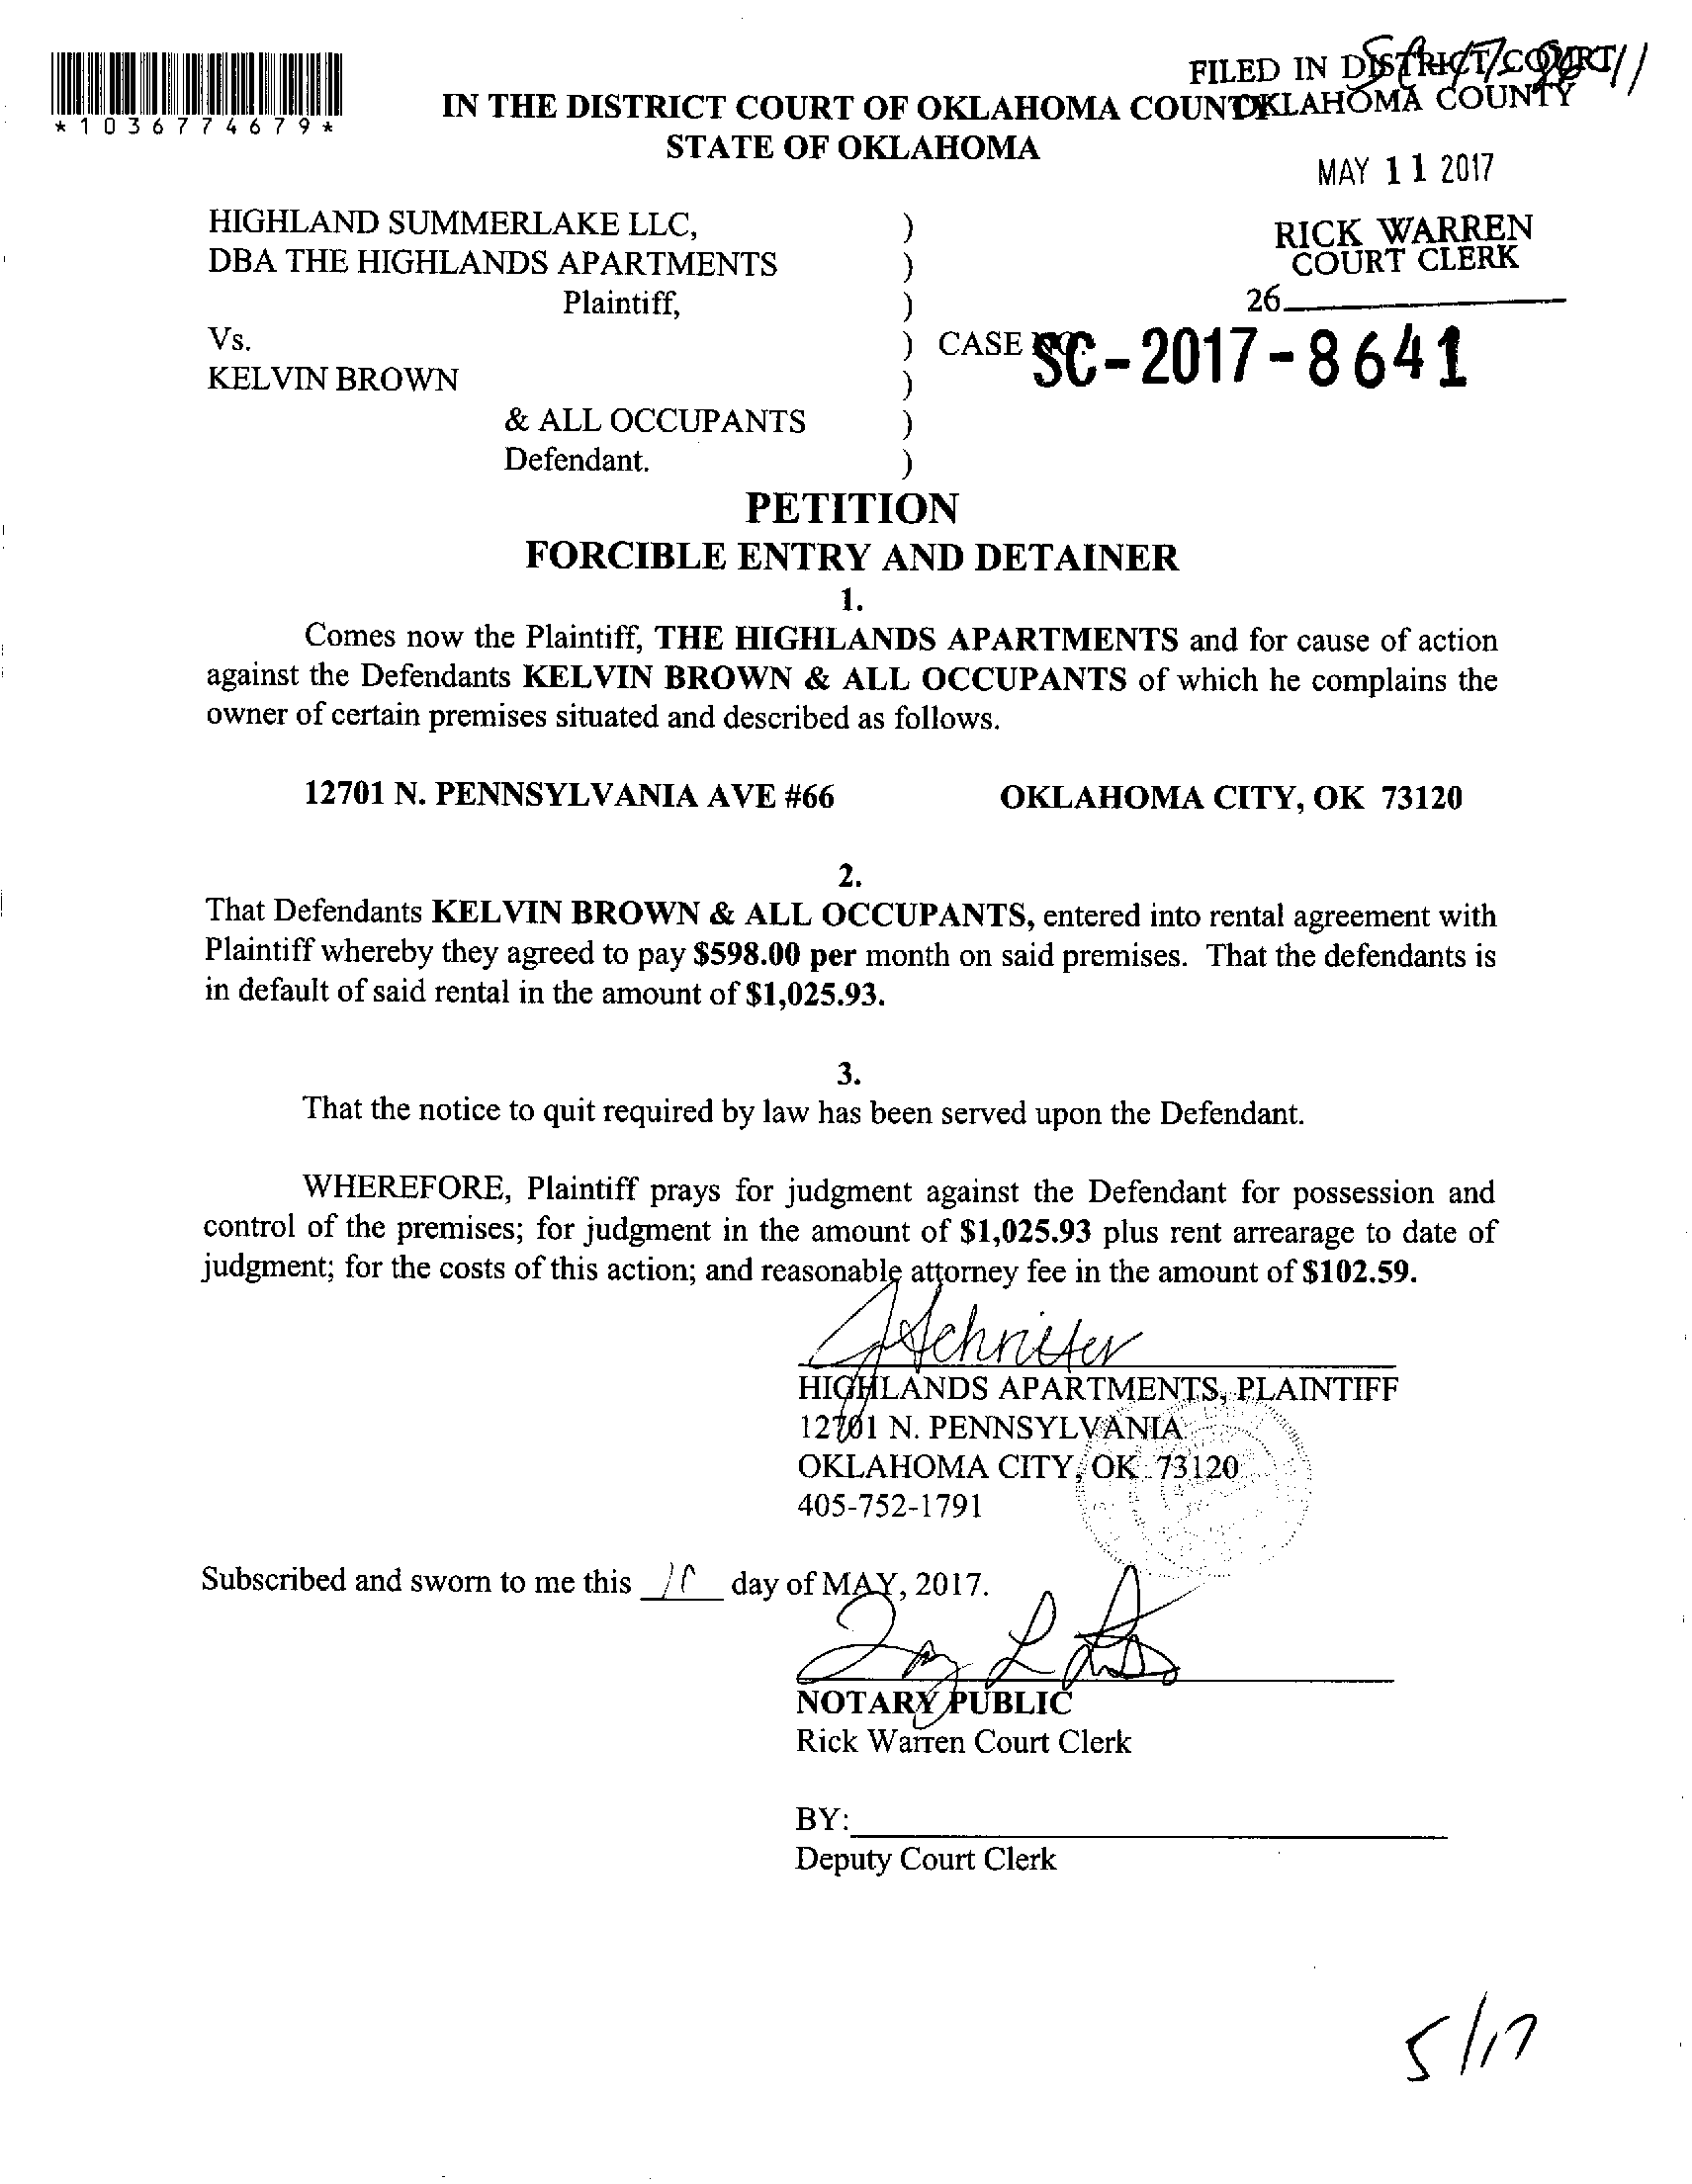 FILED IN DISTRICT COURT
OKLAHOMA COUNTY
*1036774679*
IN THE DISTRICT COURT OF OKLAHOMA COUNTY
STATE OF OKLAHOMA
MAY 11 2017
HIGHLAND SUMMERLAKE LLC, )
DBA THE HIGHLANDS APARTMENTS )
Plaintiff, )
RICK WARREN
COURT CLERK
26
Vs. ) CASE NO. SC-2017-8641
KELVIN BROWN )
& ALL OCCUPANTS )
Defendant. )
PETITION
FORCIBLE ENTRY AND DETAINER
1.
Comes now the Plaintiff, THE HIGHLANDS APARTMENTS and for cause of action
against the Defendants KELVIN BROWN & ALL OCCUPANTS of which he complains the
owner of certain premises situated and described as follows.
12701 N. PENNSYLVANIA AVE #66 OKLAHOMA CITY, OK 73120
2.
That Defendants KELVIN BROWN & ALL OCCUPANTS, entered into rental agreement with
Plaintiff whereby they agreed to pay $598.00 per month on said premises. That the defendants is
in default of said rental in the amount of $1,025.93.
3.
That the notice to quit required by law has been served upon the Defendant.
WHEREFORE, Plaintiff prays for judgment against the Defendant for possession and
control of the premises; for judgment in the amount of $1,025.93 plus rent arrearage to date of
judgment; for the costs of this action; and reasonable attorney fee in the amount of $102.59.
HIGHLANDS APARTMENTS, PLAINTIFF
12701 N. PENNSYLVANIA
OKLAHOMA CITY, OK 73120
405-752-1791
Subscribed and sworn to me this day of MAY, 2017.
NOTARY PUBLIC
Rick Warren Court Clerk
BY:
Deputy Court Clerk
5/17